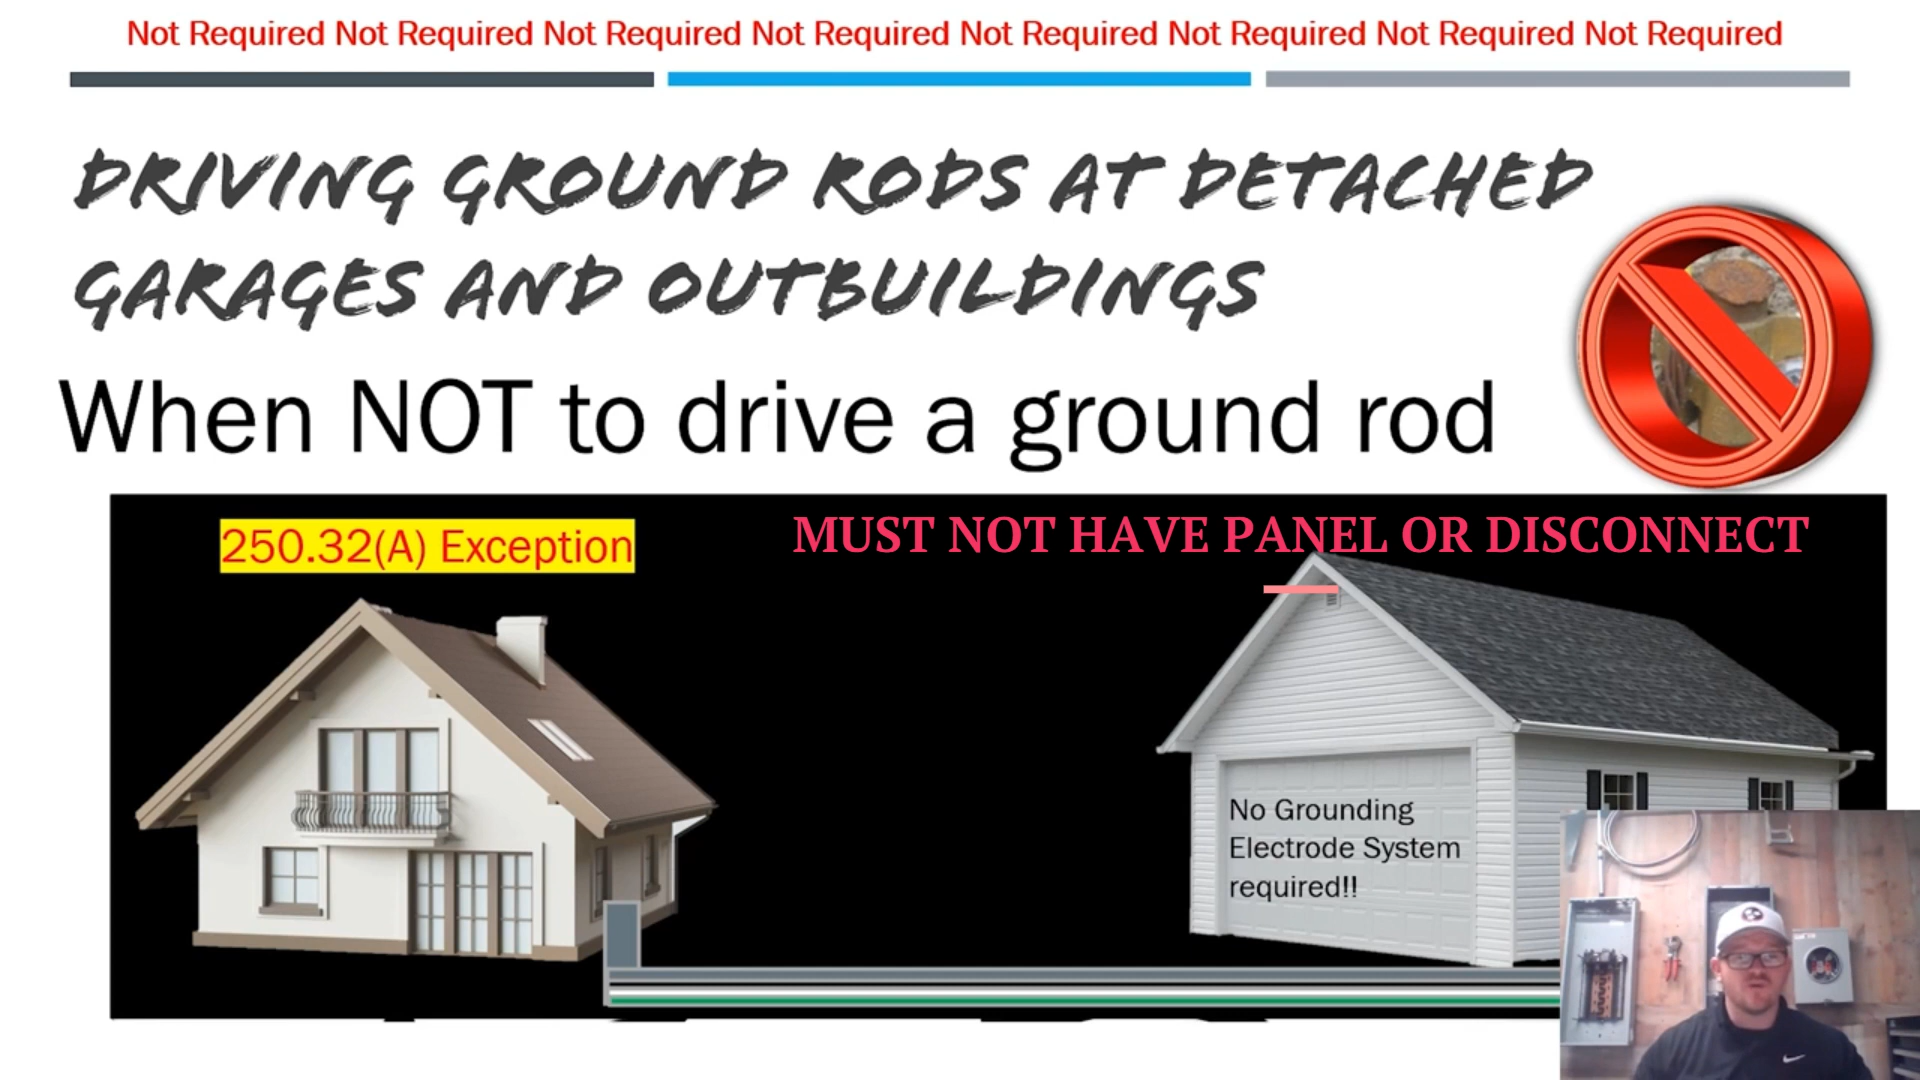 Not Required Not Required Not Required Not Required Not Required Not Required Not Required Not Required
DRIVING GROUND RODS AT DETACHED
GARAGES AND OUTBUILDINGS
When NOT to drive a ground rod
250.32(A) Exception
MUST NOT HAVE PANEL OR DISCONNECT
No Grounding
Electrode System
required!!